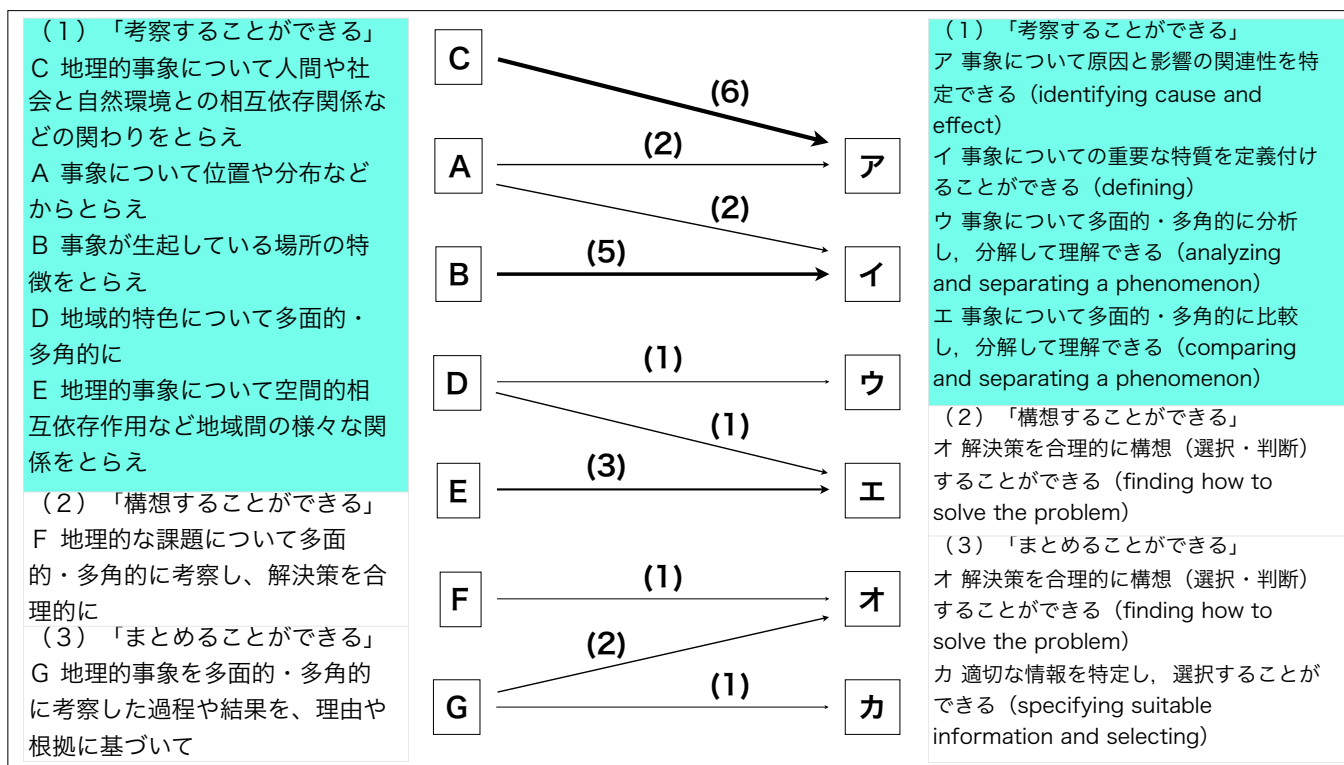 （１）「考察することができる」
C 地理的事象について人間や社
会と自然環境との相互依存関係な
どの関わりをとらえ
A 事象について位置や分布など
からとらえ
B 事象が生起している場所の特
徴をとらえ
D 地域的特色について多面的・
多角的に
E 地理的事象について空間的相
互依存作用など地域間の様々な関
係をとらえ
（２）「構想することができる」
F 地理的な課題について多面
的・多角的に考察し、解決策を合
理的に
（３）「まとめることができる」
G 地理的事象を多面的・多角的
に考察した過程や結果を、理由や
根拠に基づいて
C
(6)
A
(2)
ア
(2)
B
(5)
イ
D
(1)
ウ
(1)
E
(3)
エ
F
(1)
オ
(2)
G
(1)
カ
（１）「考察することができる」
ア 事象について原因と影響の関連性を特
定できる（identifying cause and
effect）
イ 事象についての重要な特質を定義付け
ることができる（defining）
ウ 事象について多面的・多角的に分析
し，分解して理解できる（analyzing
and separating a phenomenon）
エ 事象について多面的・多角的に比較
し，分解して理解できる（comparing
and separating a phenomenon）
（２）「構想することができる」
オ 解決策を合理的に構想（選択・判断）
することができる（finding how to
solve the problem）
（３）「まとめることができる」
オ 解決策を合理的に構想（選択・判断）
することができる（finding how to
solve the problem）
カ 適切な情報を特定し，選択することが
できる（specifying suitable
information and selecting）